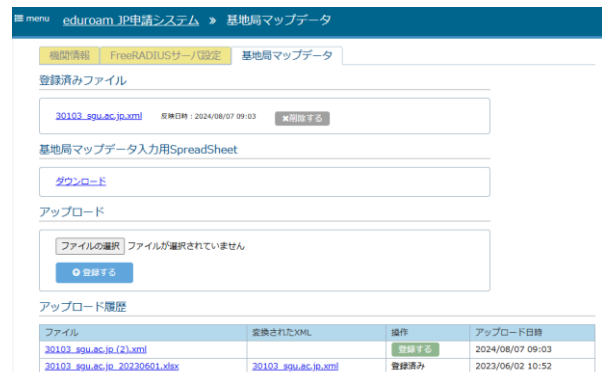 menu eduroam JP申請システム » 基地局マップデータ
機関情報 FreeRADIUSサーバ設定 基地局マップデータ
登録済みファイル
30103_sgu.ac.jp.xml 反映日時：2024/08/07 09:03 ✖削除する
基地局マップデータ入力用SpreadSheet
ダウンロード
アップロード
ファイルの選択 ファイルが選択されていません
登録する
アップロード履歴
ファイル 変換されたXML 操作 アップロード日時
30103_sgu.ac.jp (2).xml 登録する 2024/08/07 09:03
30103_sgu.ac.jp_20230601.xlsx 30103_sgu.ac.jp.xml 登録済み 2023/06/02 10:52